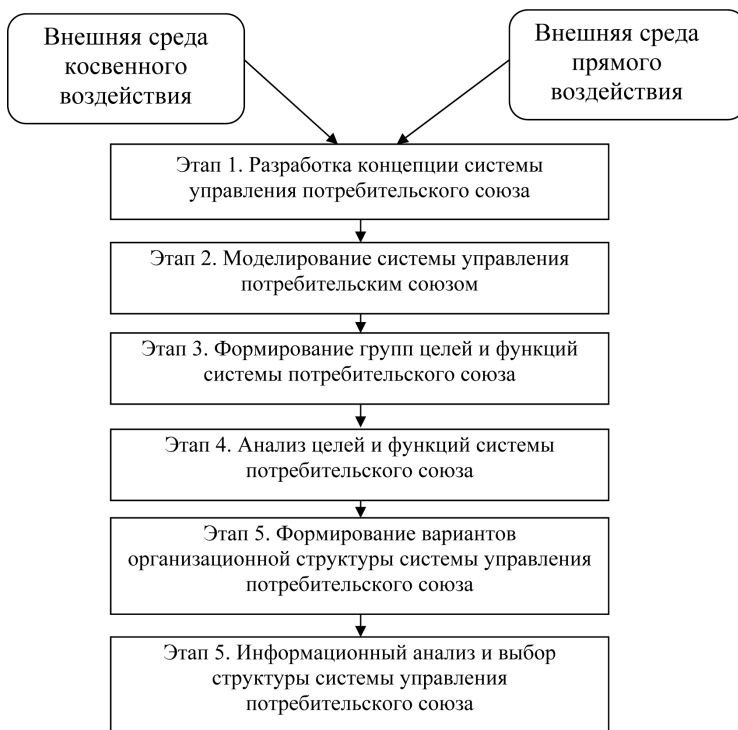 Внешняя среда
косвенного
воздействия
Внешняя среда
прямого
воздействия
Этап 1. Разработка концепции системы
управления потребительского союза
Этап 2. Моделирование системы управления
потребительским союзом
Этап 3. Формирование групп целей и функций
системы потребительского союза
Этап 4. Анализ целей и функций системы
потребительского союза
Этап 5. Формирование вариантов
организационной структуры системы управления
потребительского союза
Этап 5. Информационный анализ и выбор
структуры системы управления
потребительского союза